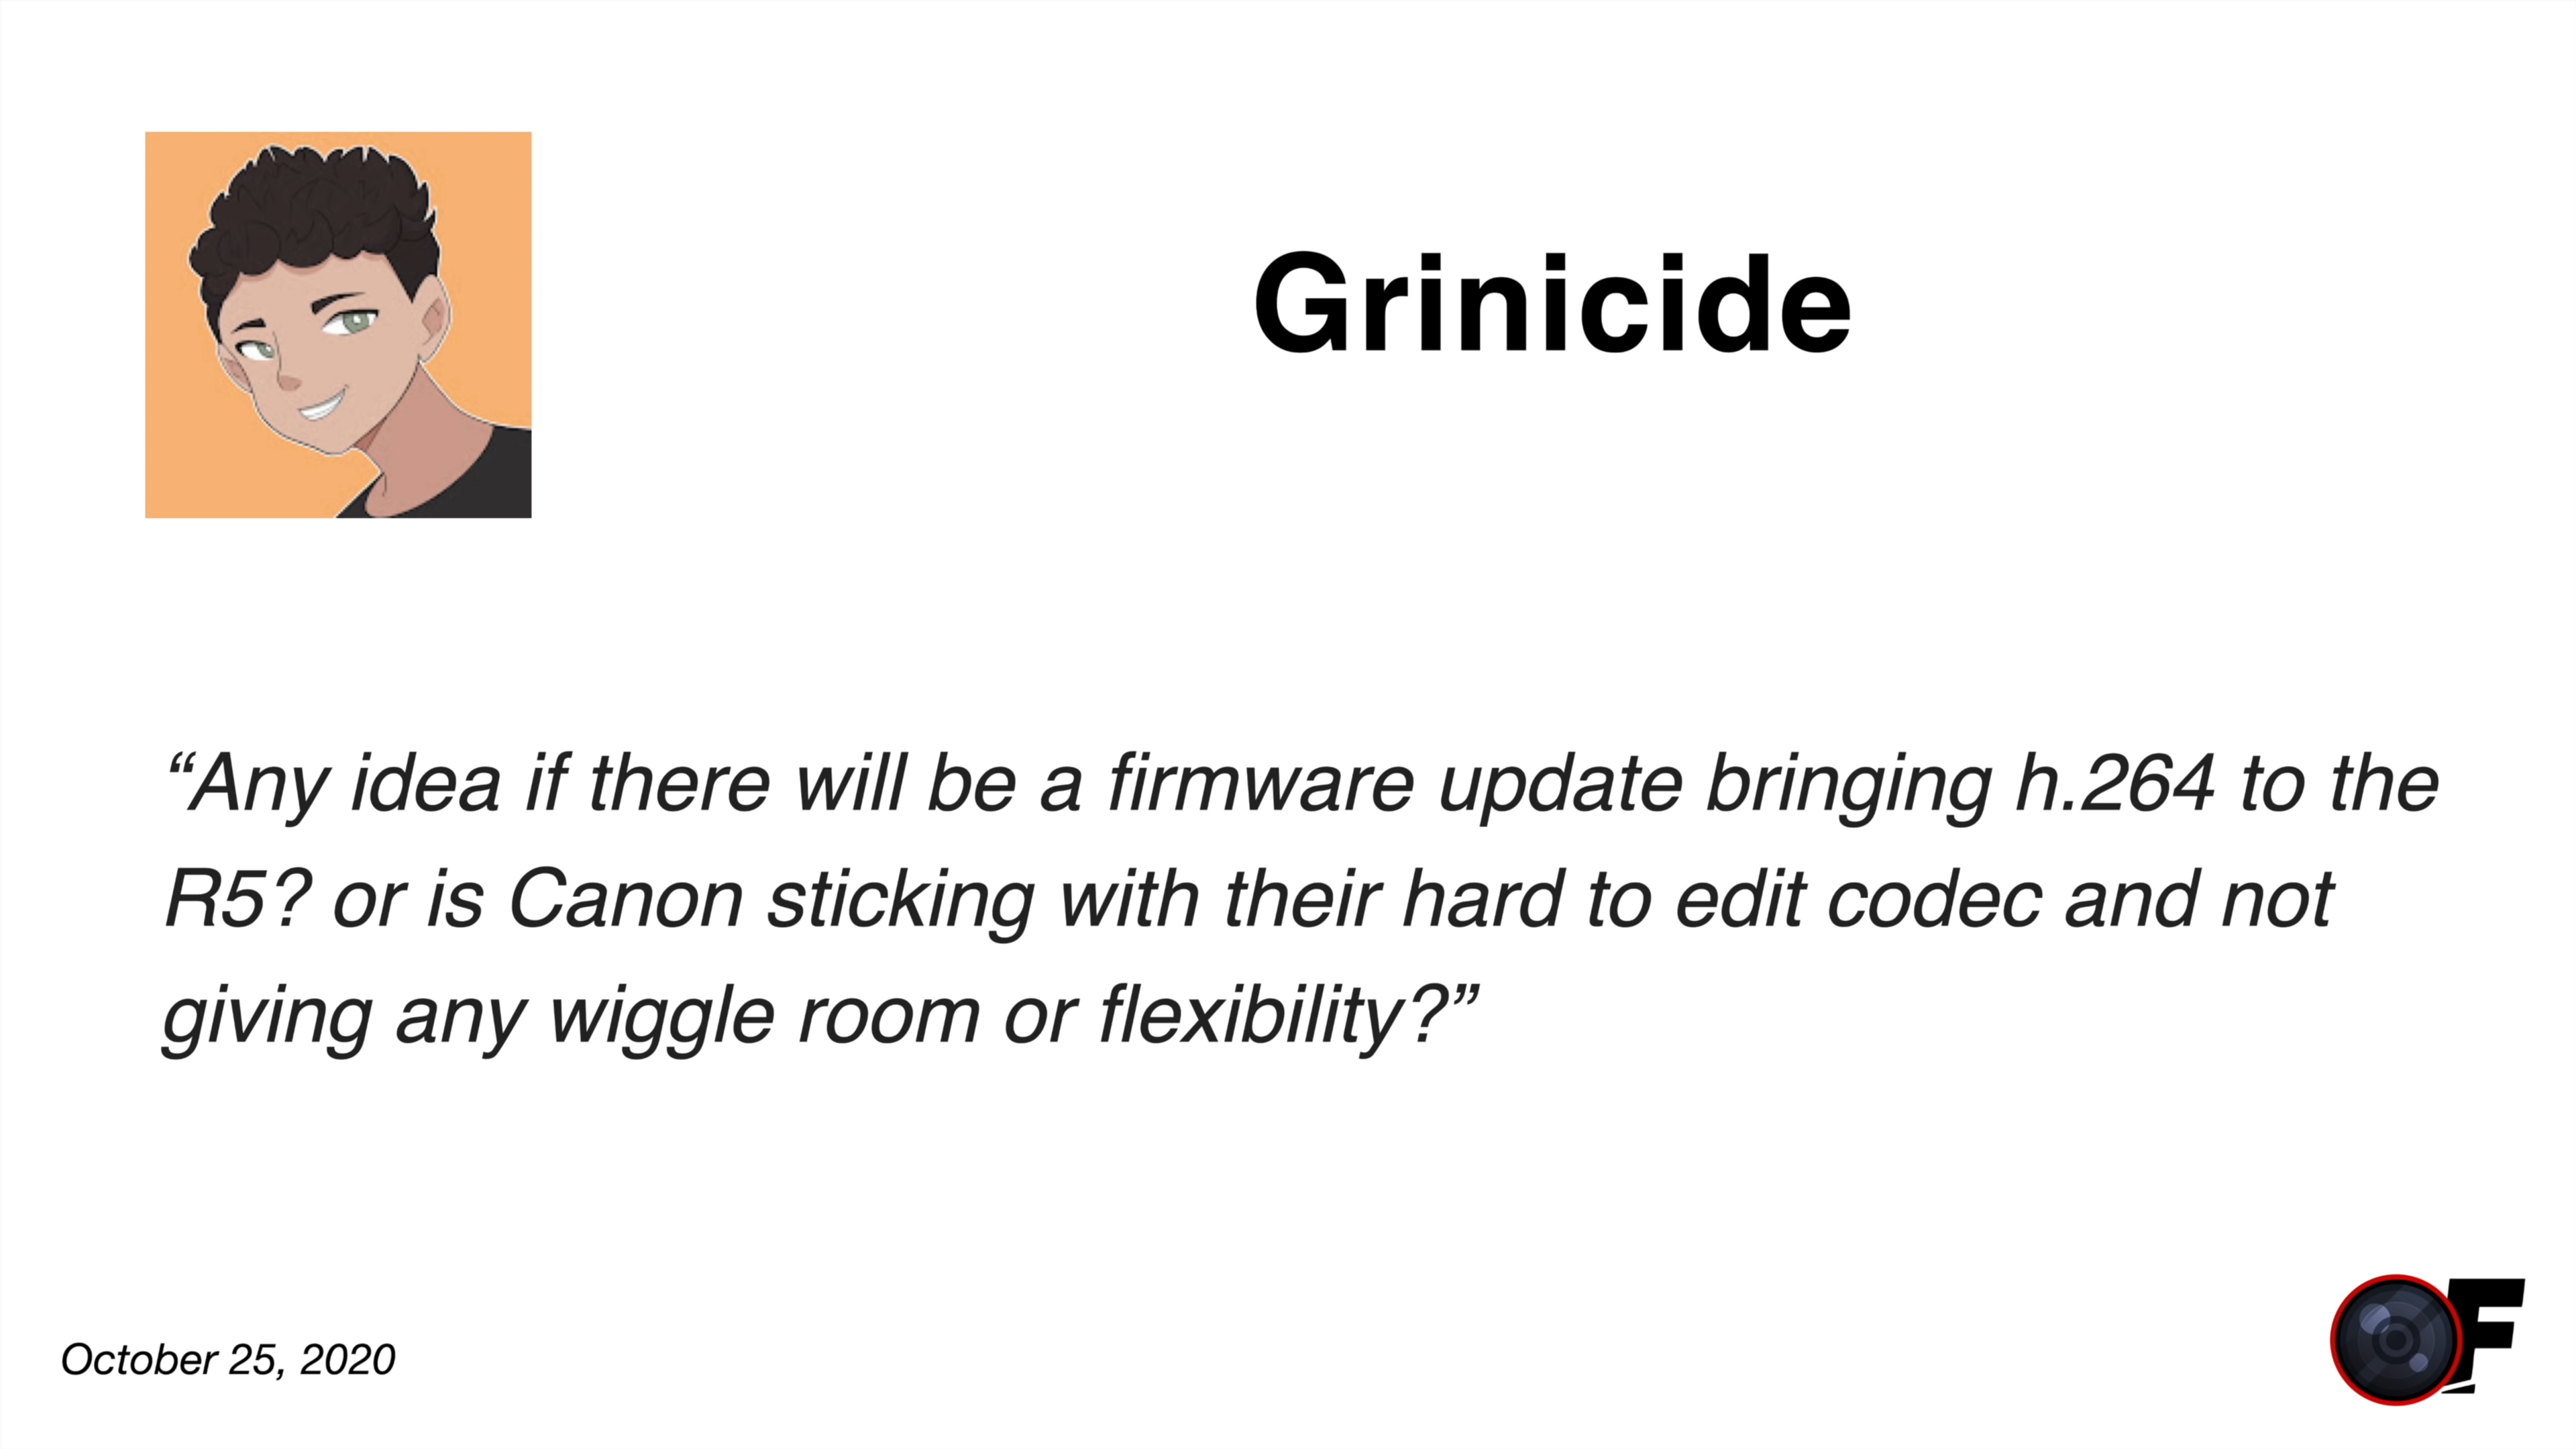 Grinicide
“Any idea if there will be a firmware update bringing h.264 to the
R5? or is Canon sticking with their hard to edit codec and not
giving any wiggle room or flexibility?”
October 25, 2020
F